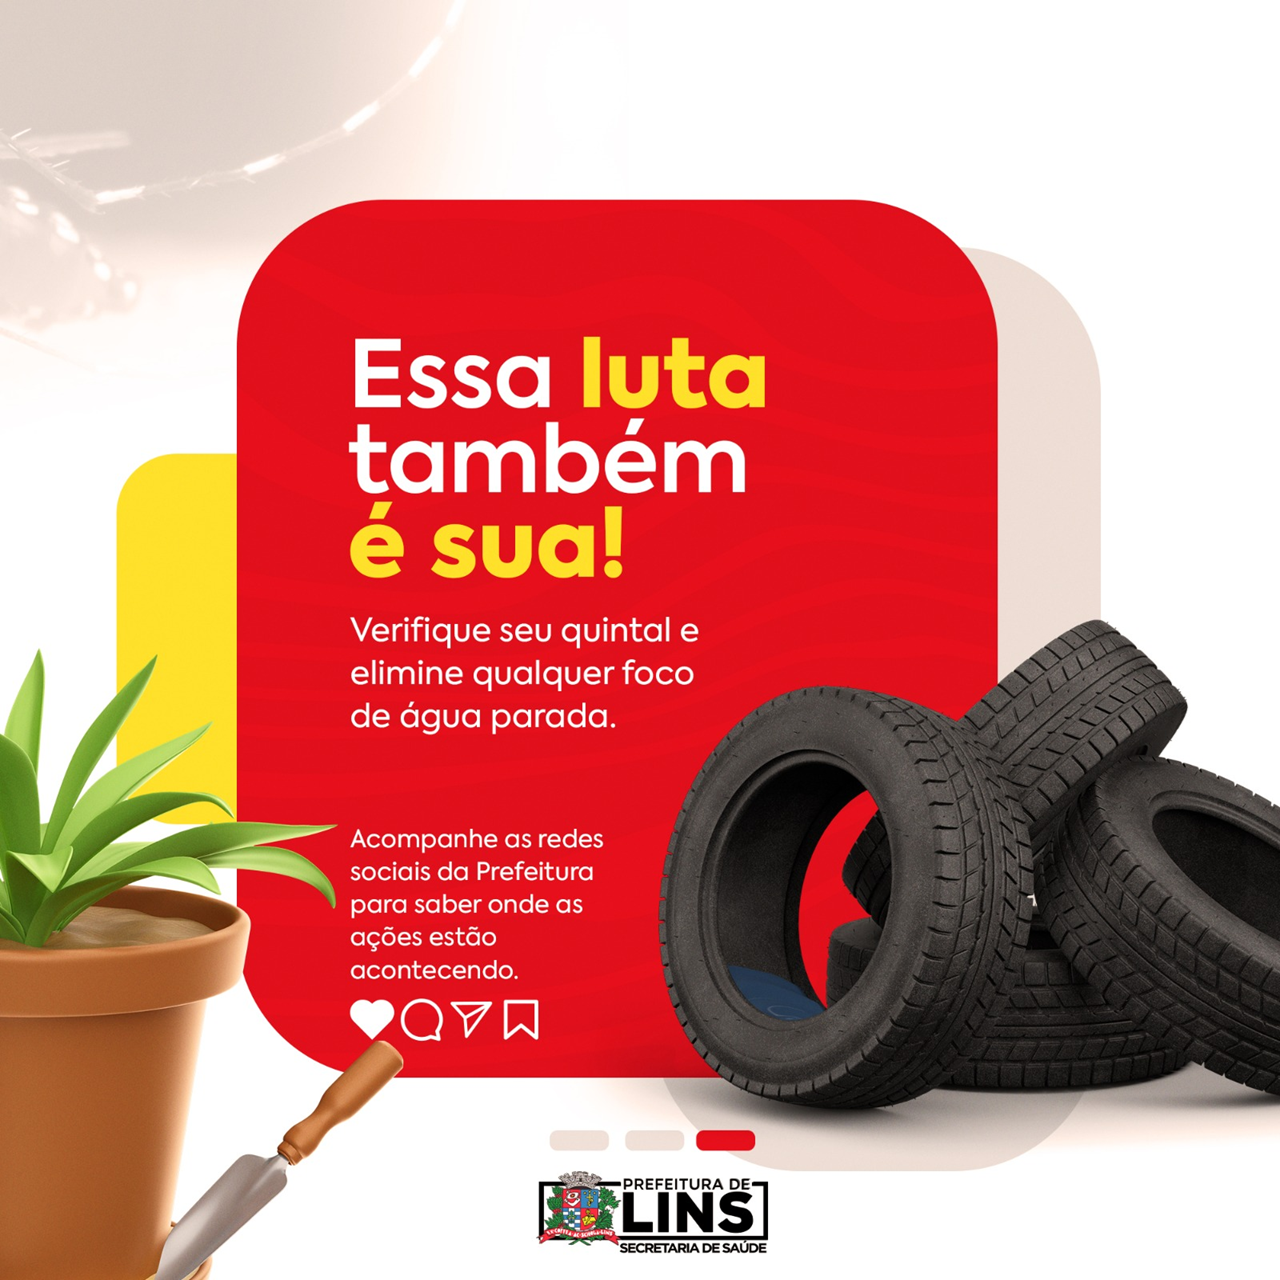 Essa luta
também
é sua!
Verifique seu quintal e
elimine qualquer foco
de água parada.
Acompanhe as redes
sociais da Prefeitura
para saber onde as
ações estão
acontecendo.
PREFEITURA DE
LINS
SECRETARIA DE SAÚDE